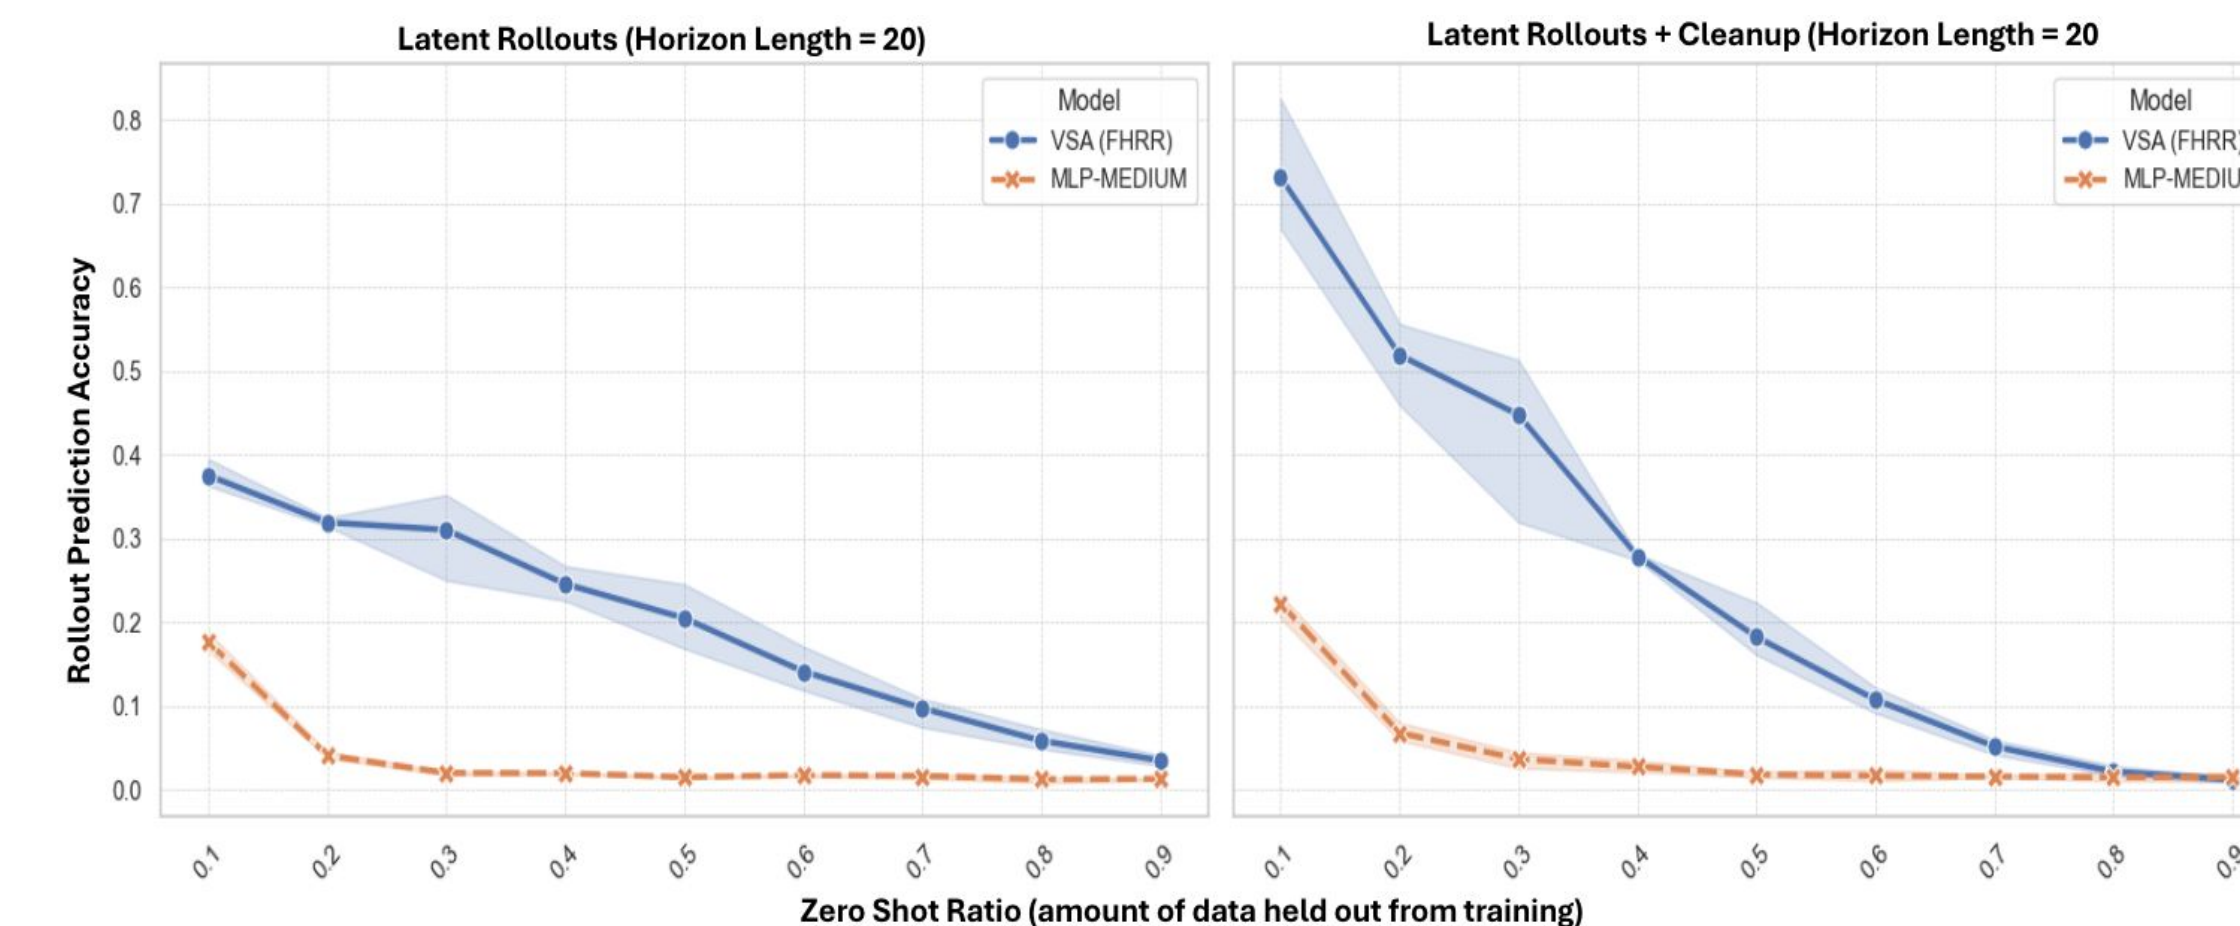 Latent Rollouts (Horizon Length = 20)
Latent Rollouts + Cleanup (Horizon Length = 20
Model
VSA (FHRR)
MLP-MEDIUM
Model
VSA (FHRR)
MLP-MEDIU
Rollout Prediction Accuracy
0.8
0.7
0.6
0.5
0.4
0.3
0.2
0.1
0.0
0.1 0.2 0.3 0.4 0.5 0.6 0.7 0.8 0.9
0.1 0.2 0.3 0.4 0.5 0.6 0.7 0.8 0.9
Zero Shot Ratio (amount of data held out from training)